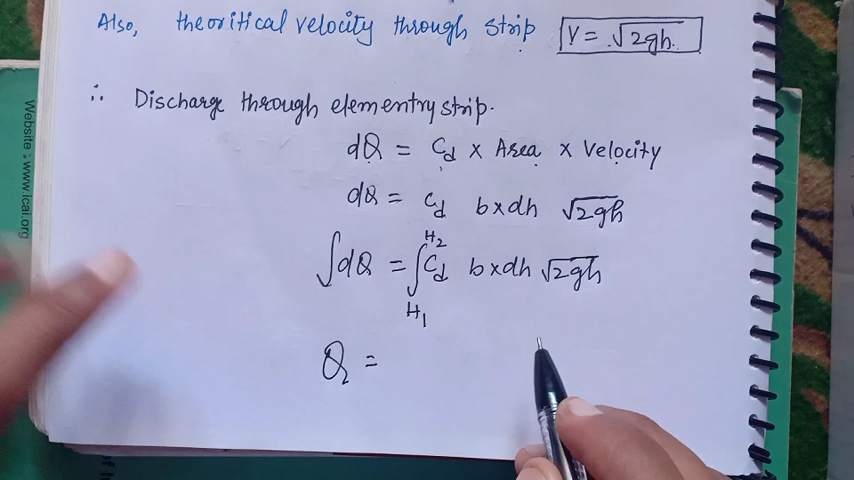 Also, theoritical velocity through strip V = √2gh.
∴ Discharge through elementry strip.
dQ = Cd x Area x Velocity
dQ = Cd b x dh √2gh
∫dQ = ∫H1^H2 Cd b x dh √2gh
Q =
Website : www.icai.org